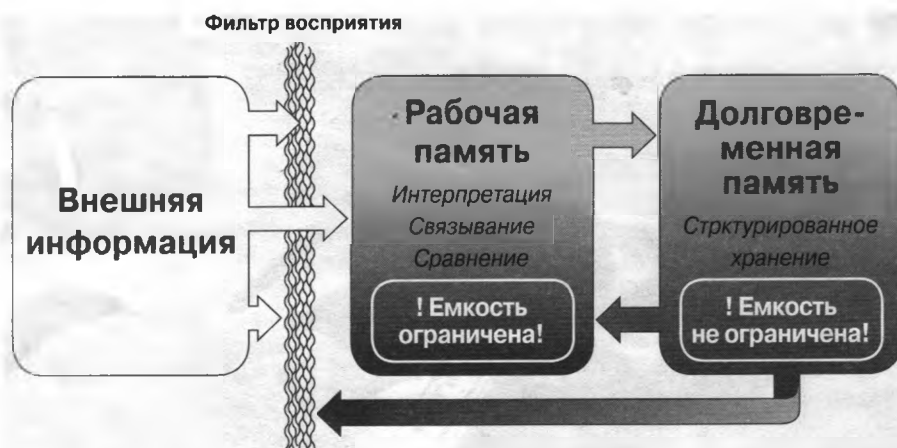 Фильтр восприятия
Внешняя
информация
Рабочая
память
Интерпретация
Связывание
Сравнение
! Емкость
ограничена!
Долговре-
менная
память
Стрктурированное
хранение
! Емкость
не ограничена!